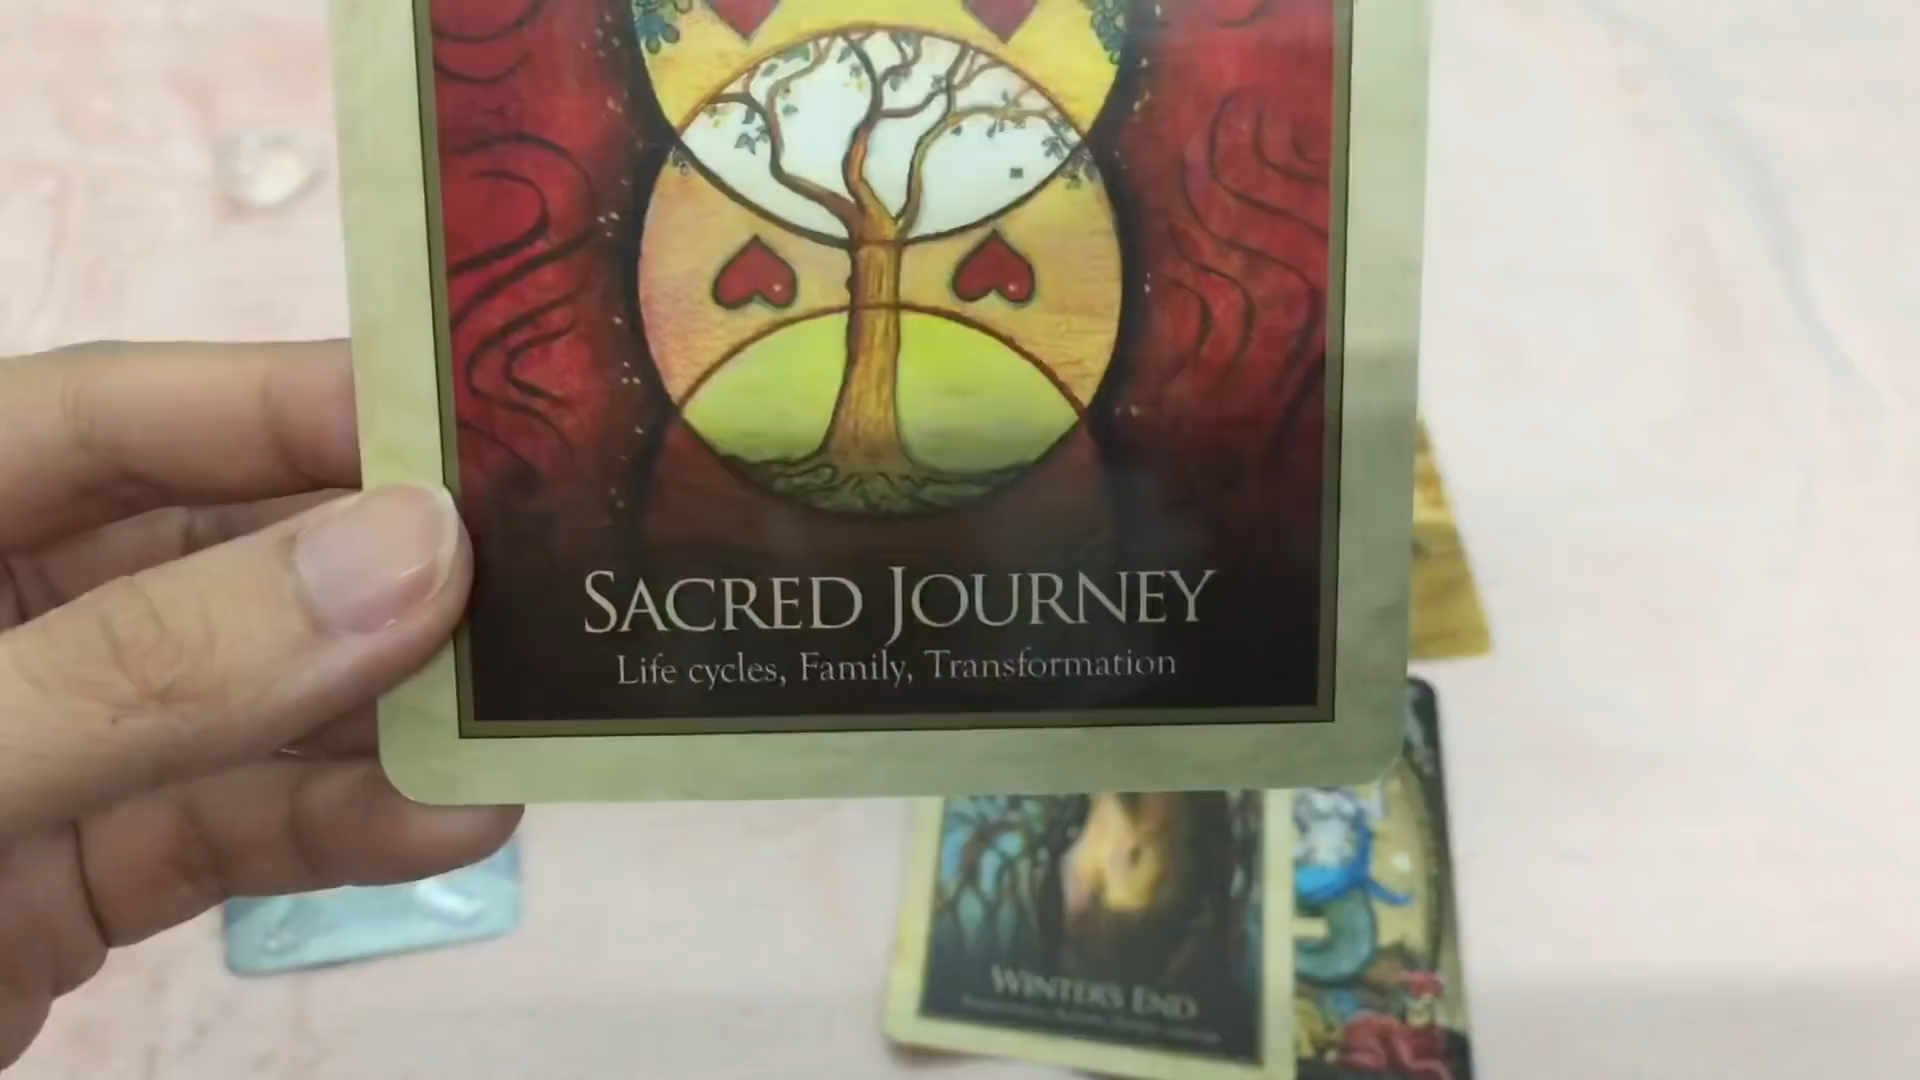 SACRED JOURNEY
Life cycles, Family, Transformation
WINTER'S END